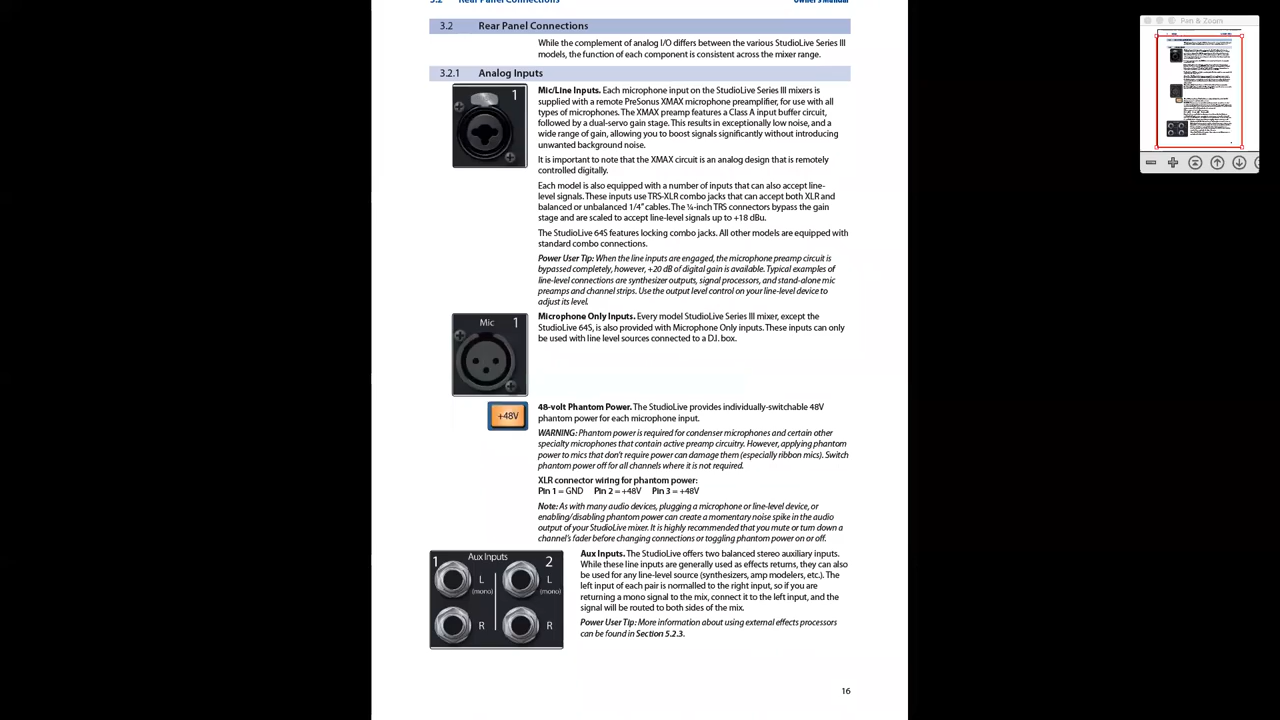 3.2 Rear Panel Connections Owner's Manual
3.2 Rear Panel Connections
While the complement of analog I/O differs between the various StudioLive Series III
models, the function of each component is consistent across the mixer range.
3.2.1 Analog Inputs
Mic/Line Inputs. Each microphone input on the StudioLive Series III mixers is
supplied with a remote PreSonus XMAX microphone preamplifier, for use with all
types of microphones. The XMAX preamp features a Class A input buffer circuit,
followed by a dual-servo gain stage. This results in exceptionally low noise, and a
wide range of gain, allowing you to boost signals significantly without introducing
unwanted background noise.
1
It is important to note that the XMAX circuit is an analog design that is remotely
controlled digitally.
Each model is also equipped with a number of inputs that can also accept line-
level signals. These inputs use TRS-XLR combo jacks that can accept both XLR and
balanced or unbalanced 1/4" cables. The ¼-inch TRS connectors bypass the gain
stage and are scaled to accept line-level signals up to +18 dBu.
The StudioLive 64S features locking combo jacks. All other models are equipped with
standard combo connections.
Power User Tip: When the line inputs are engaged, the microphone preamp circuit is
bypassed completely, however, +20 dB of digital gain is available. Typical examples of
line-level connections are synthesizer outputs, signal processors, and stand-alone mic
preamps and channel strips. Use the output level control on your line-level device to
adjust its level.
Mic 1
Microphone Only Inputs. Every model StudioLive Series III mixer, except the
StudioLive 64S, is also provided with Microphone Only inputs. These inputs can only
be used with line level sources connected to a D.I. box.
+48V
48-volt Phantom Power. The StudioLive provides individually-switchable 48V
phantom power for each microphone input.
WARNING: Phantom power is required for condenser microphones and certain other
specialty microphones that contain active preamp circuitry. However, applying phantom
power to mics that don't require power can damage them (especially ribbon mics). Switch
phantom power off for all channels where it is not required.
XLR connector wiring for phantom power:
Pin 1 = GND Pin 2 = +48V Pin 3 = +48V
Note: As with many audio devices, plugging a microphone or line-level device, or
enabling/disabling phantom power can create a momentary noise spike in the audio
output of your StudioLive mixer. It is highly recommended that you mute or turn down a
channel's fader before changing connections or toggling phantom power on or off.
Aux Inputs
1 2
L L
(mono) (mono)
R R
Aux Inputs. The StudioLive offers two balanced stereo auxiliary inputs.
While these line inputs are generally used as effects returns, they can also
be used for any line-level source (synthesizers, amp modelers, etc.). The
left input of each pair is normalled to the right input, so if you are
returning a mono signal to the mix, connect it to the left input, and the
signal will be routed to both sides of the mix.
Power User Tip: More information about using external effects processors
can be found in Section 5.2.3.
16
Pan & Zoom